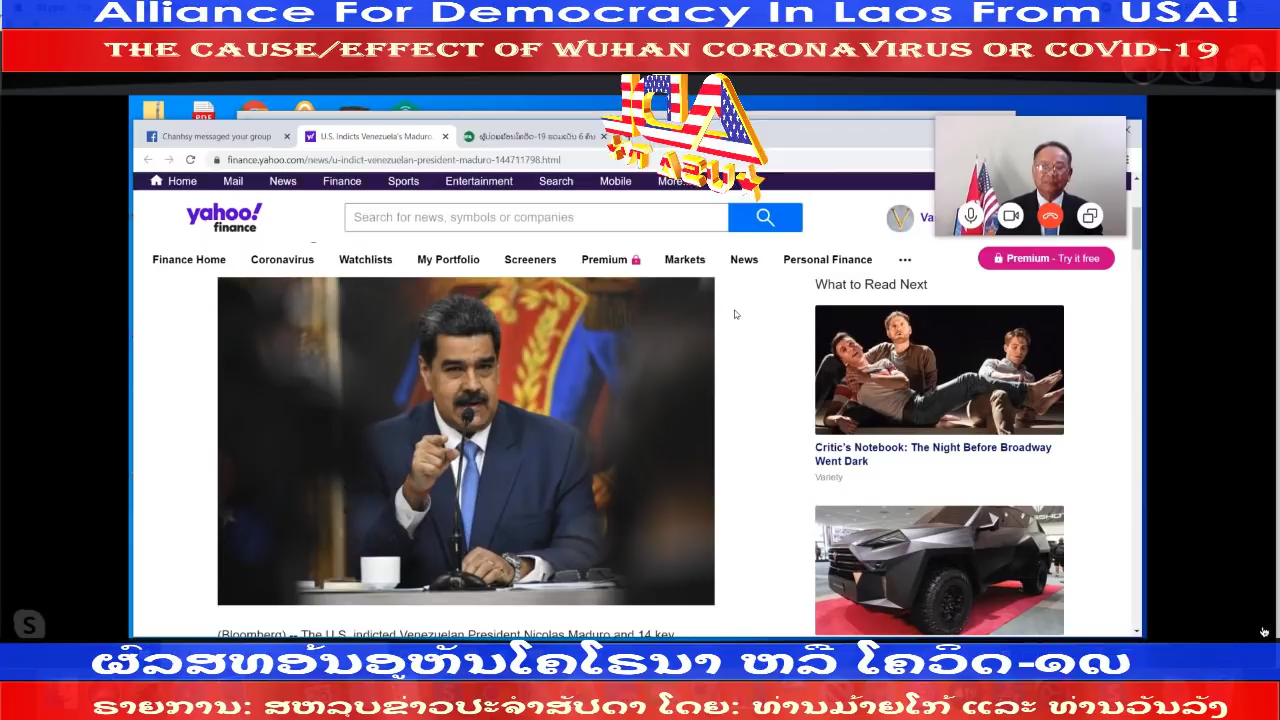 Alliance For Democracy In Laos From USA!
THE CAUSE/EFFECT OF WUHAN CORONAVIRUS OR COVID-19
PDF
Chantsy messaged your group
U.S. Indicts Venezuela's Maduro
finance.yahoo.com/news/u-indict-venezuelan-president-maduro-144711798.html
Home Mail News Finance Sports Entertainment Search Mobile More...
yahoo!
finance
Search for news, symbols or companies
Va
Finance Home Coronavirus Watchlists My Portfolio Screeners Premium Markets News Personal Finance ...
Premium - Try it free
What to Read Next
Critic's Notebook: The Night Before Broadway
Went Dark
Variety
(Bloomberg) -- The U.S. indicted Venezuelan President Nicolas Maduro and 14 key
S
ຜົລສທອ້ນອູຫັນໂຄໂຣນາ ຫລື ໂຄວິດ-໑໙
ຣາຍການ: ສຫລຸບຂ່າວປະຈຳສັປດາ ໂດຍ: ທ່ານມ້າຍໂກ້ ແລະ ທ່ານວັນລັງ